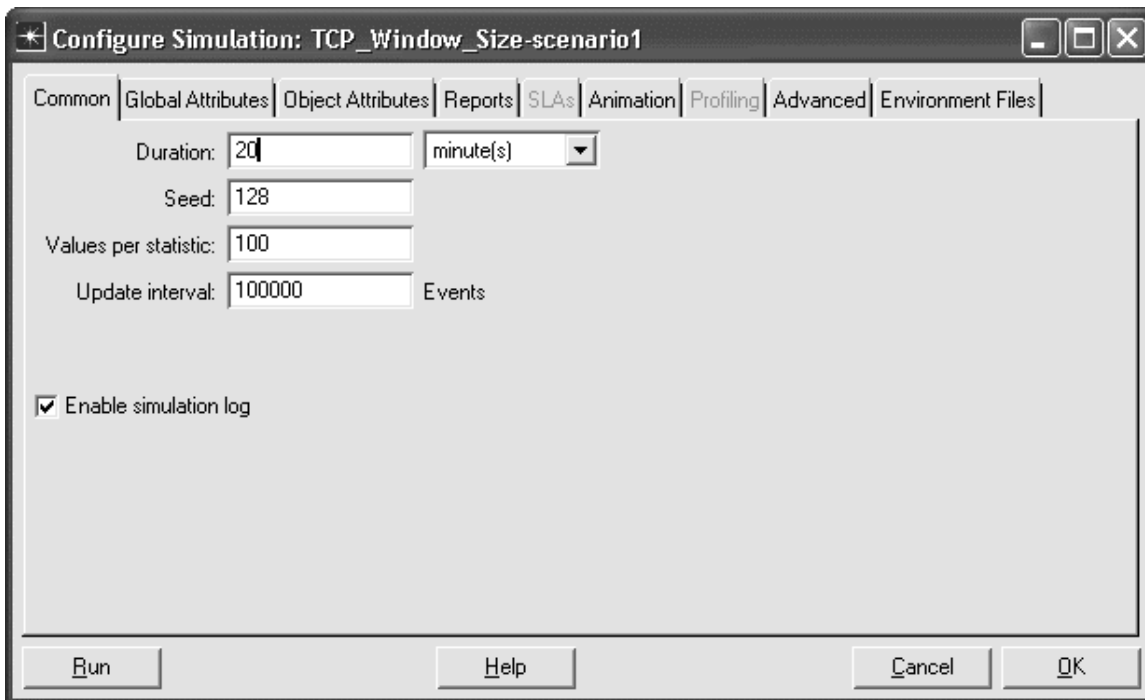 Configure Simulation: TCP_Window_Size-scenario1
Common Global Attributes Object Attributes Reports SLAs Animation Profiling Advanced Environment Files
Duration: 20 minute(s)
Seed: 128
Values per statistic: 100
Update interval: 100000 Events
Enable simulation log
Run Help Cancel OK